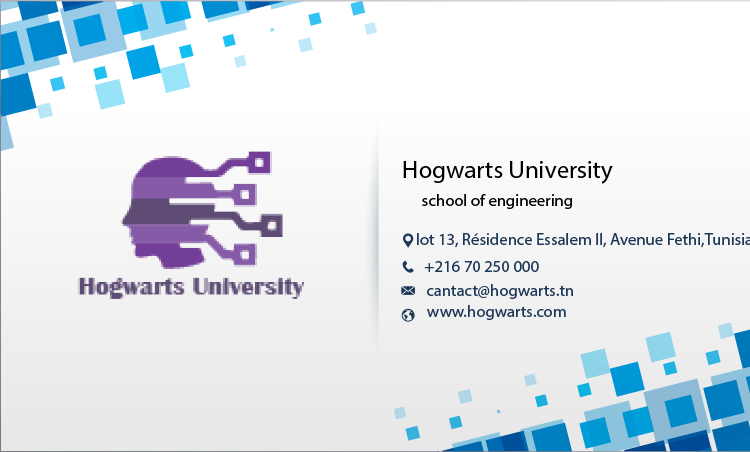 Hogwarts University
Hogwarts University
school of engineering
lot 13, Résidence Essalem II, Avenue Fethi,Tunisia
+216 70 250 000
cantact@hogwarts.tn
www.hogwarts.com